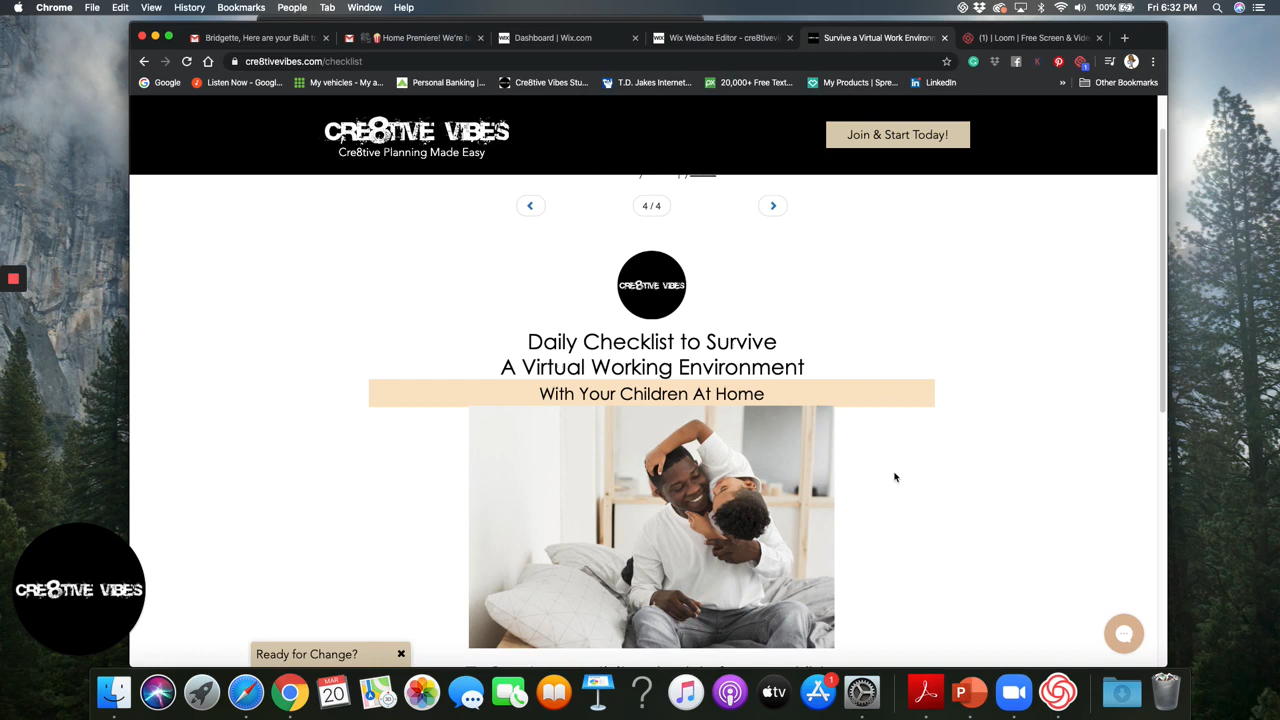 Chrome File Edit View History Bookmarks People Tab Window Help 100% Fri 6:32 PM
Bridgette, Here are your Built to
Home Premiere! We're b
Dashboard | Wix.com
Wix Website Editor - cre8tivevib
Survive a Virtual Work Environm
(1) | Loom | Free Screen & Vide
cre8tivevibes.com/checklist
Google
Listen Now - Googl...
My vehicles - My a...
Personal Banking |...
Cre8tive Vibes Stu...
T.D. Jakes Internet...
20,000+ Free Text...
My Products | Spre...
LinkedIn
»
Other Bookmarks
CRE8TIVE VIBES
Cre8tive Planning Made Easy
Join & Start Today!
4 / 4
CRE8TIVE VIBES
Daily Checklist to Survive
A Virtual Working Environment
With Your Children At Home
CRE8TIVE VIBES
Ready for Change? ✖
MAR
20
tv
1